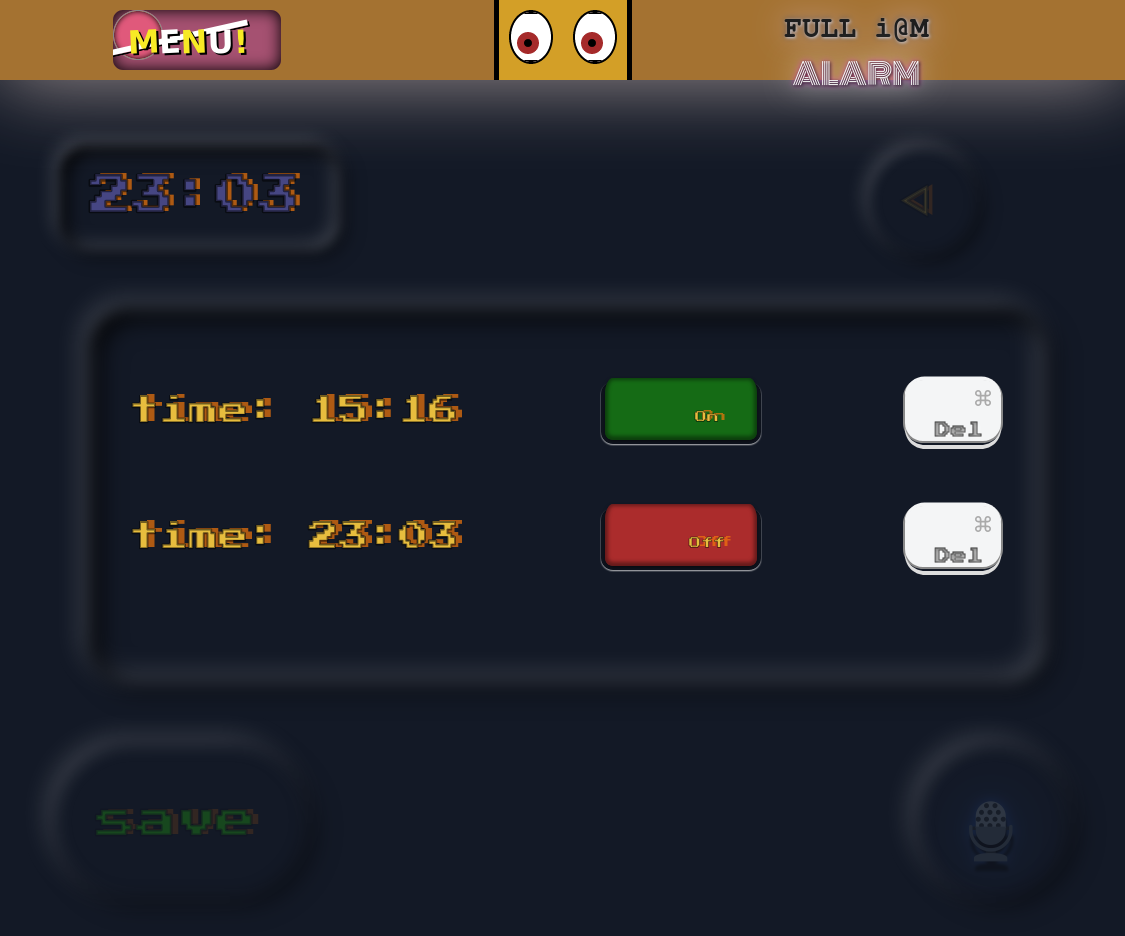 MENU!
FULL i@M
ALARM
23:03
time: 15:16 On ⌘ Del
time: 23:03 Off ⌘ Del
save